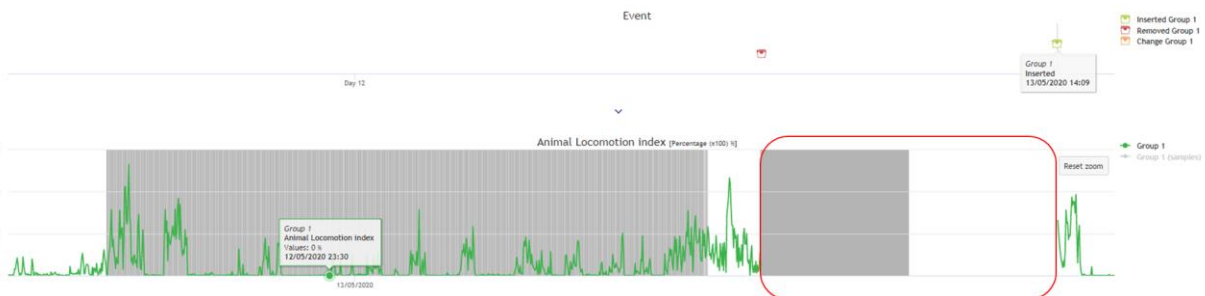 Event
Inserted Group 1
Removed Group 1
Change Group 1
Group 1
Inserted
13/05/2020 14:09
Day 12
Animal Locomotion index [Percentage (x100) %]
Group 1
Group 1 (samples)
Reset zoom
Group 1
Animal Locomotion index
Values: 0 %
12/05/2020 23:30
13/05/2020